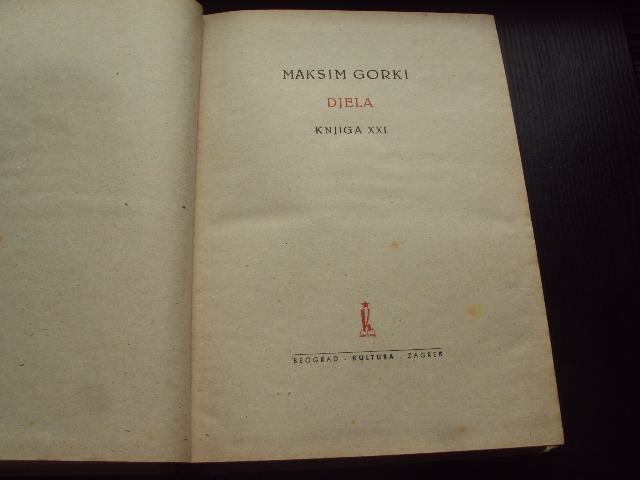 MAKSIM GORKI
DJELA
KNJIGA XXI
BEOGRAD - KULTURA - ZAGREB